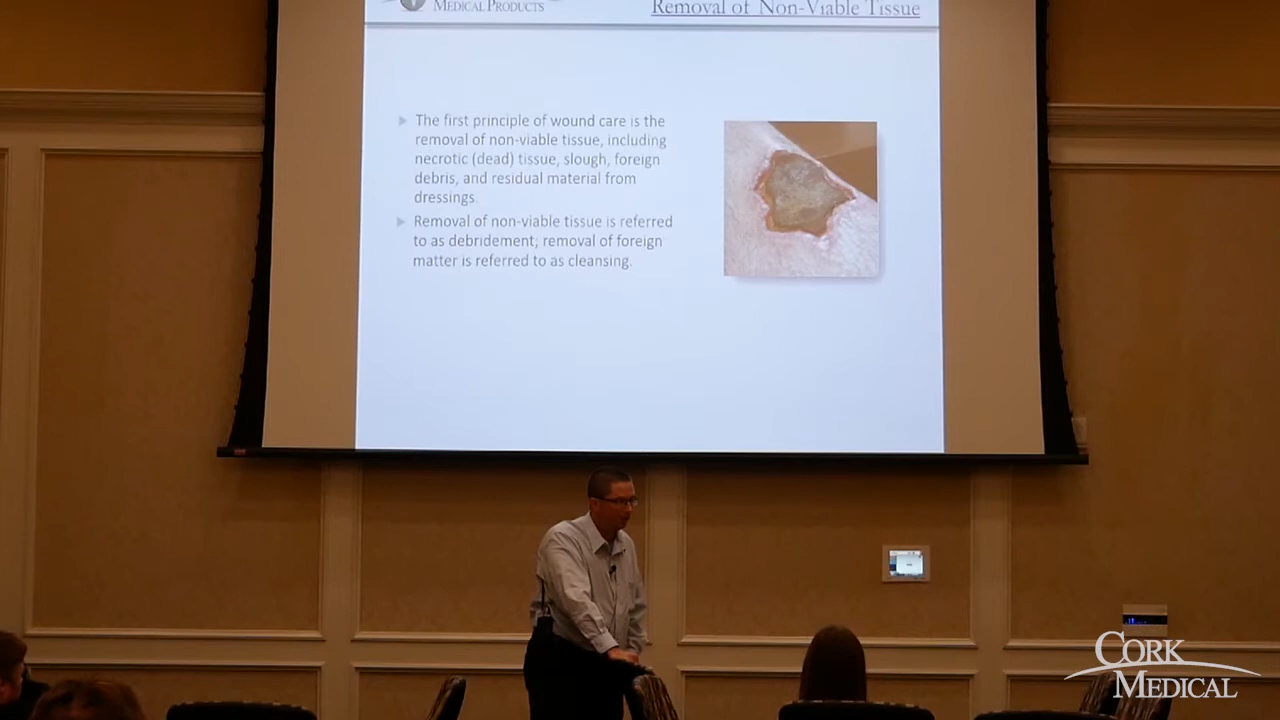 MEDICAL PRODUCTS
Removal of Non-Viable Tissue
The first principle of wound care is the
removal of non-viable tissue, including
necrotic (dead) tissue, slough, foreign
debris, and residual material from
dressings.
Removal of non-viable tissue is referred
to as debridement; removal of foreign
matter is referred to as cleansing.
CORK
MEDICAL